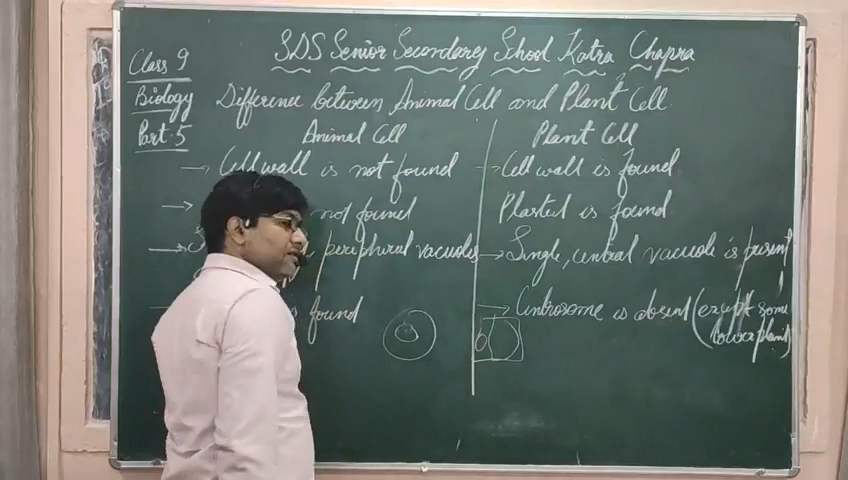 SDS Senior Secondary School Katra Chapra
Class 9
Biology
Part-5
Difference between Animal Cell and Plant Cell
Animal Cell
→ Cell wall is not found
→ not found
→ peripheral vacuoles
found
Plant Cell
→ Cell wall is found
Plasted is found
→ Single, central vacuole is present
→ Centrosome is absent (except some
lower plant)